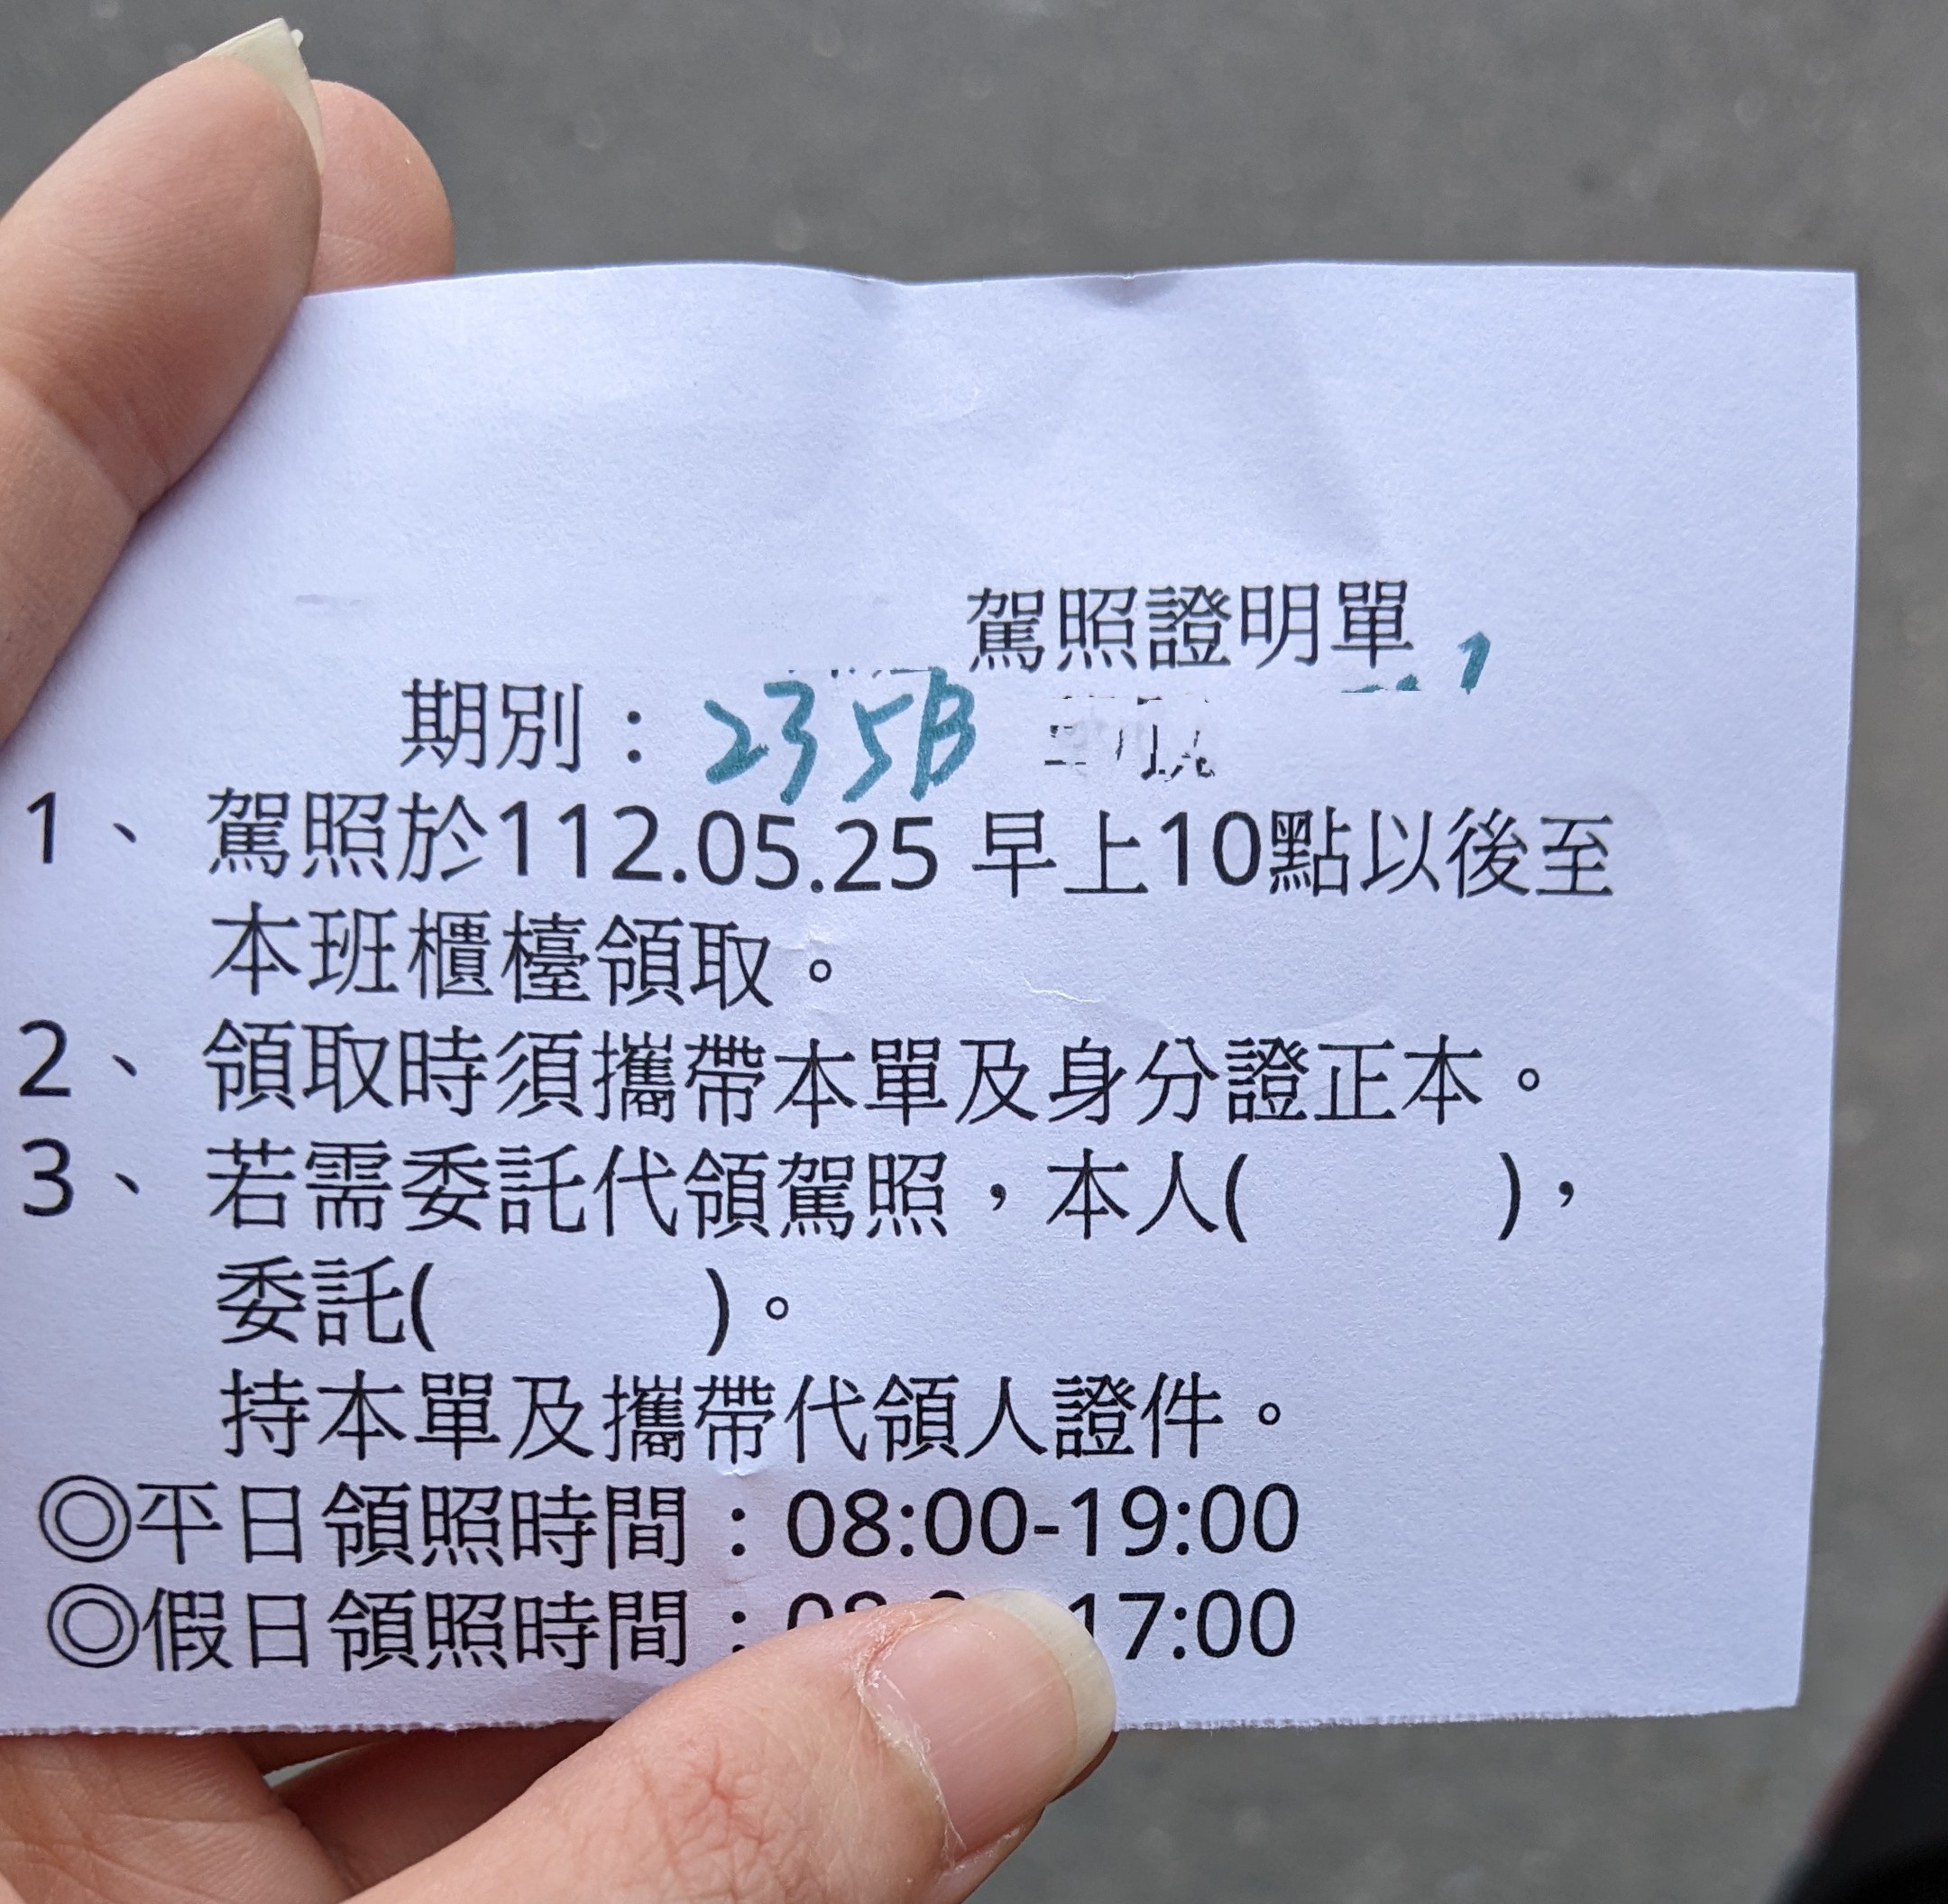 駕照證明單
期別：235B
1、駕照於112.05.25 早上10點以後至
本班櫃檯領取。
2、領取時須攜帶本單及身分證正本。
3、若需委託代領駕照，本人( )，
委託( )。
持本單及攜帶代領人證件。
◎平日領照時間：08:00-19:00
◎假日領照時間： 17:00